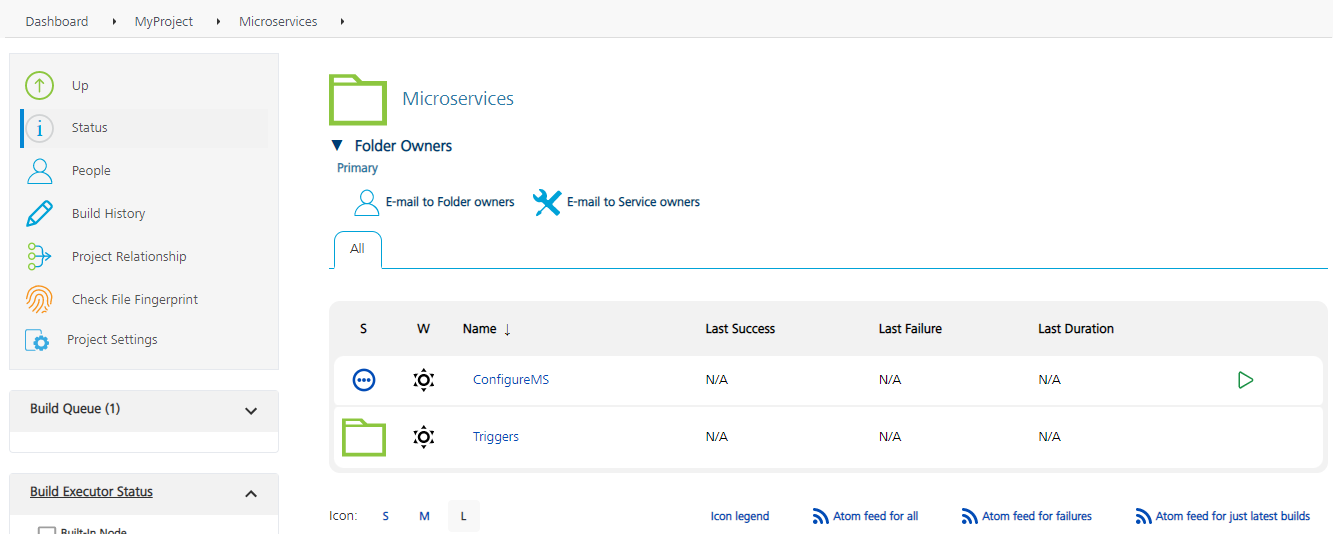 Dashboard MyProject Microservices
Up
Status
People
Build History
Project Relationship
Check File Fingerprint
Project Settings
Build Queue (1)
Build Executor Status
Built-In Node
Microservices
Folder Owners
Primary
E-mail to Folder owners E-mail to Service owners
All
S W Name ↓ Last Success Last Failure Last Duration
ConfigureMS N/A N/A N/A
Triggers N/A N/A N/A
Icon: S M L Icon legend Atom feed for all Atom feed for failures Atom feed for just latest builds